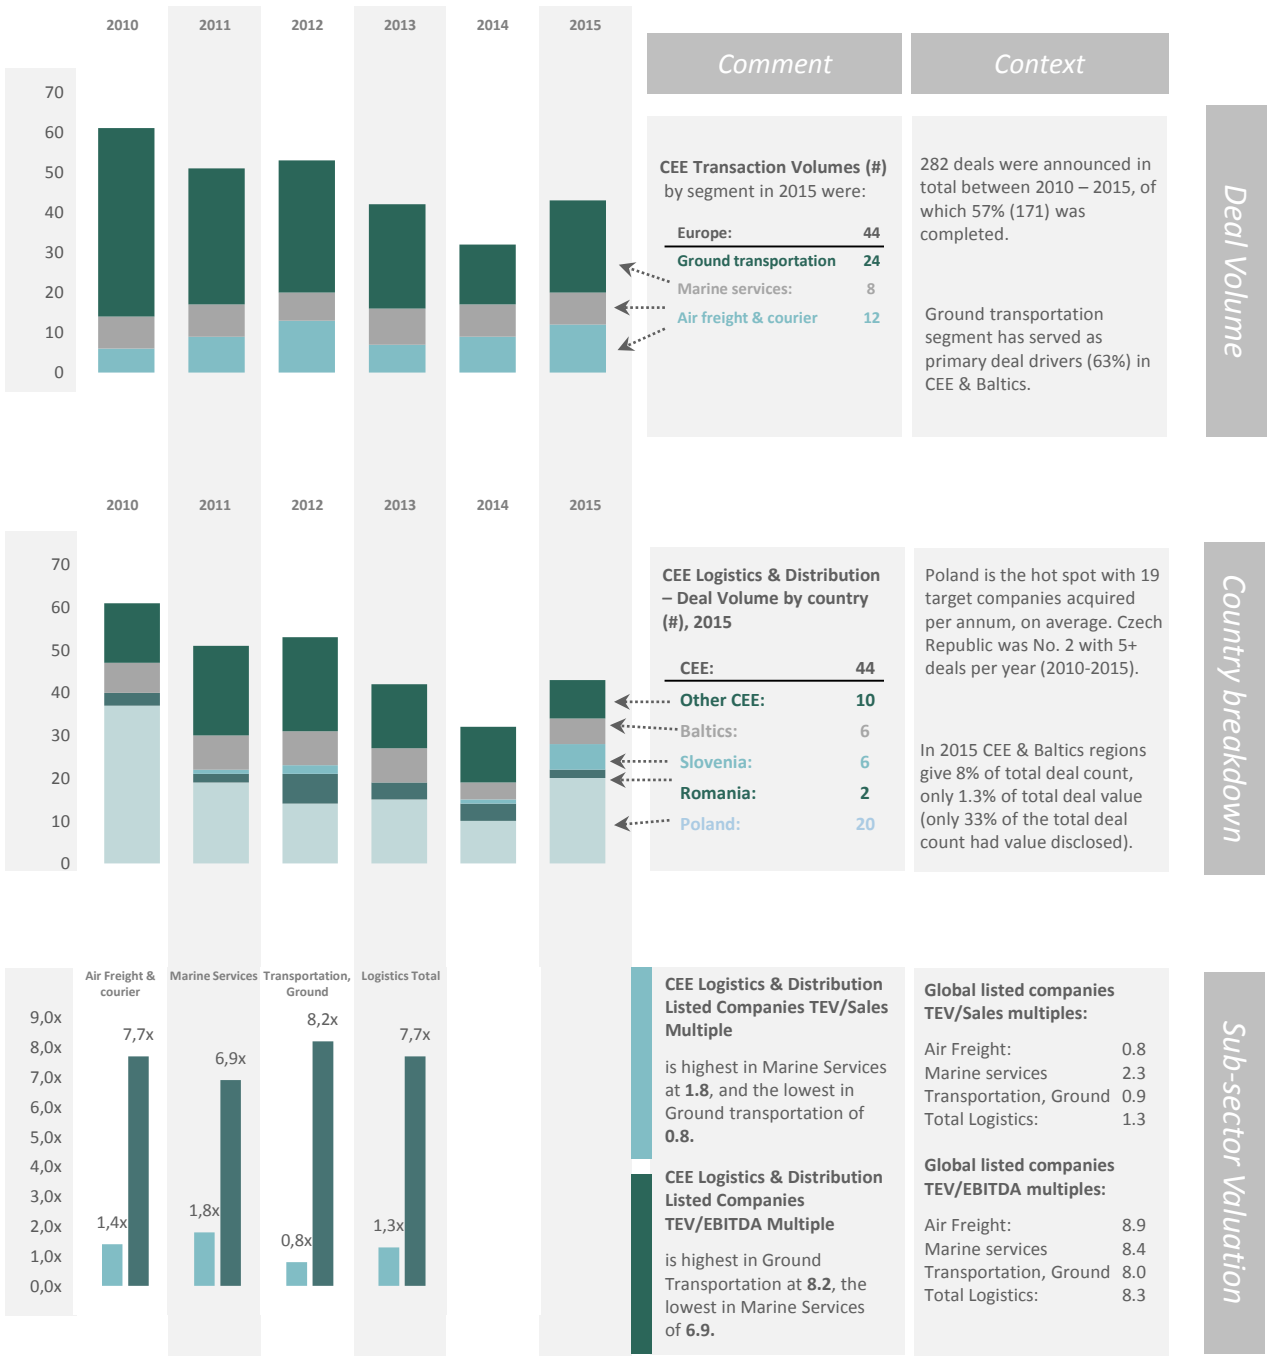 2010 2011 2012 2013 2014 2015
Comment
Context
Deal Volume
70
60
50
40
30
20
10
0
CEE Transaction Volumes (#)
by segment in 2015 were:
Europe: 44
Ground transportation 24
Marine services: 8
Air freight & courier 12
282 deals were announced in
total between 2010 – 2015, of
which 57% (171) was
completed.
Ground transportation
segment has served as
primary deal drivers (63%) in
CEE & Baltics.
2010 2011 2012 2013 2014 2015
Country breakdown
70
60
50
40
30
20
10
0
CEE Logistics & Distribution
– Deal Volume by country
(#), 2015
CEE: 44
Other CEE: 10
Baltics: 6
Slovenia: 6
Romania: 2
Poland: 20
Poland is the hot spot with 19
target companies acquired
per annum, on average. Czech
Republic was No. 2 with 5+
deals per year (2010-2015).
In 2015 CEE & Baltics regions
give 8% of total deal count,
only 1.3% of total deal value
(only 33% of the total deal
count had value disclosed).
Sub-sector Valuation
Air Freight &
courier
Marine Services
Transportation,
Ground
Logistics Total
9,0x
8,0x
7,0x
6,0x
5,0x
4,0x
3,0x
2,0x
1,0x
0,0x
1,4x
7,7x
1,8x
6,9x
0,8x
8,2x
1,3x
7,7x
CEE Logistics & Distribution
Listed Companies TEV/Sales
Multiple
is highest in Marine Services
at 1.8, and the lowest in
Ground transportation of
0.8.
CEE Logistics & Distribution
Listed Companies
TEV/EBITDA Multiple
is highest in Ground
Transportation at 8.2, the
lowest in Marine Services
of 6.9.
Global listed companies
TEV/Sales multiples:
Air Freight: 0.8
Marine services 2.3
Transportation, Ground 0.9
Total Logistics: 1.3
Global listed companies
TEV/EBITDA multiples:
Air Freight: 8.9
Marine services 8.4
Transportation, Ground 8.0
Total Logistics: 8.3